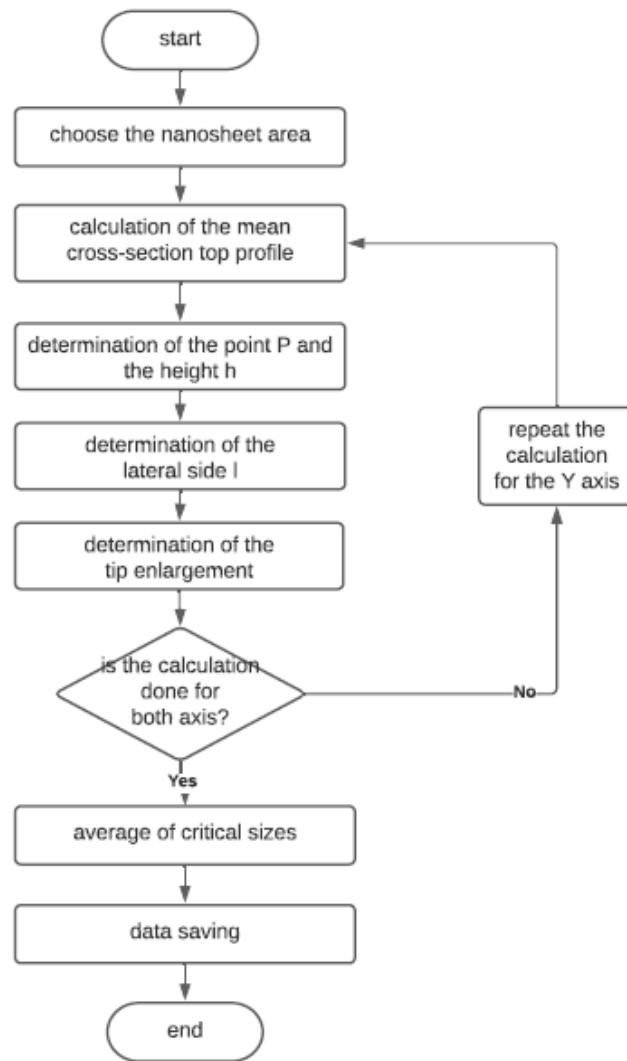 start
choose the nanosheet area
calculation of the mean
cross-section top profile
determination of the point P and
the height h
determination of the
lateral side l
determination of the
tip enlargement
is the calculation
done for
both axis?
No
repeat the
calculation
for the Y axis
Yes
average of critical sizes
data saving
end